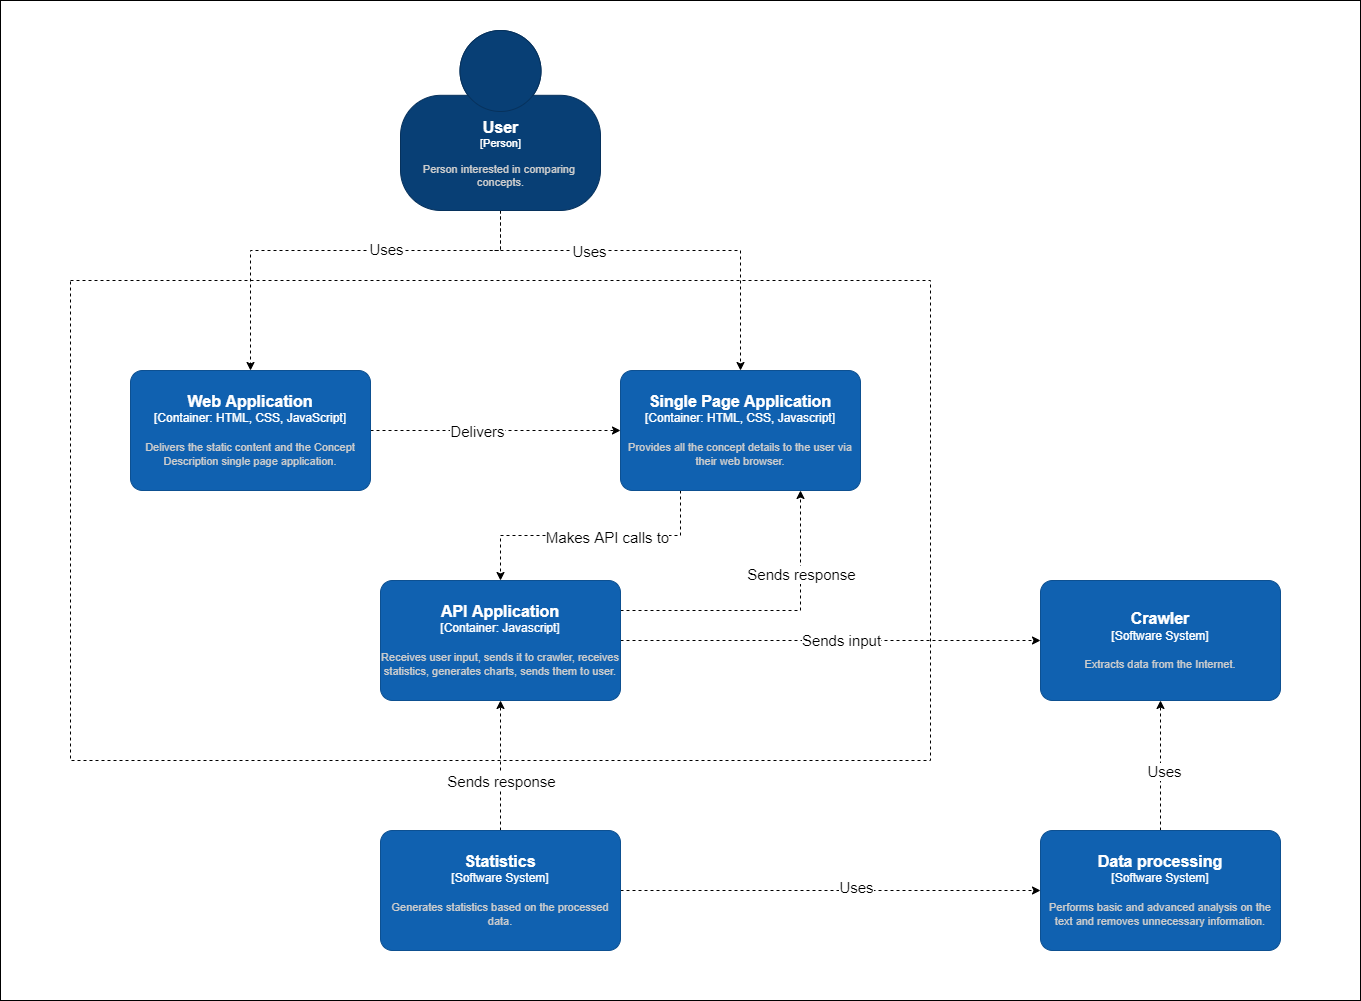 User
[Person]
Person interested in comparing
concepts.
Uses
Uses
Web Application
[Container: HTML, CSS, JavaScript]
Delivers the static content and the Concept
Description single page application.
Delivers
Single Page Application
[Container: HTML, CSS, Javascript]
Provides all the concept details to the user via
their web browser.
Makes API calls to
Sends response
API Application
[Container: Javascript]
Receives user input, sends it to crawler, receives
statistics, generates charts, sends them to user.
Sends input
Crawler
[Software System]
Extracts data from the Internet.
Sends response
Uses
Statistics
[Software System]
Generates statistics based on the processed
data.
Uses
Data processing
[Software System]
Performs basic and advanced analysis on the
text and removes unnecessary information.